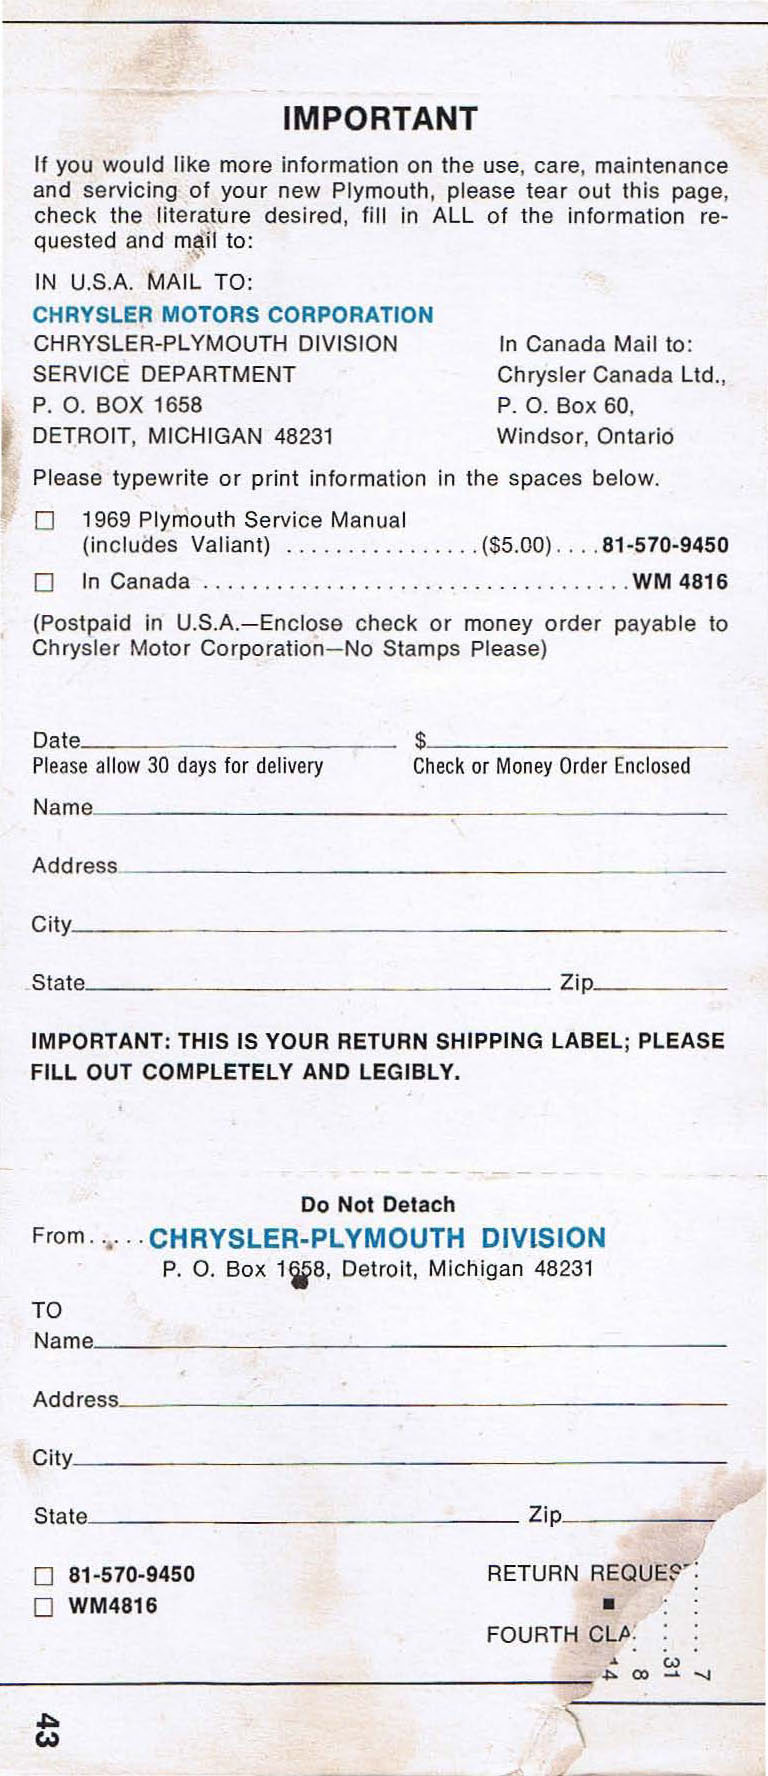 IMPORTANT
If you would like more information on the use, care, maintenance
and servicing of your new Plymouth, please tear out this page,
check the literature desired, fill in ALL of the information re-
quested and mail to:
IN U.S.A. MAIL TO:
CHRYSLER MOTORS CORPORATION
CHRYSLER-PLYMOUTH DIVISION
SERVICE DEPARTMENT
P. O. BOX 1658
DETROIT, MICHIGAN 48231
In Canada Mail to:
Chrysler Canada Ltd.,
P. O. Box 60,
Windsor, Ontario
Please typewrite or print information in the spaces below.
1969 Plymouth Service Manual
(includes Valiant) ................. ($5.00) .... 81-570-9450
In Canada ................................... WM 4816
(Postpaid in U.S.A.—Enclose check or money order payable to
Chrysler Motor Corporation—No Stamps Please)
Date $
Please allow 30 days for delivery Check or Money Order Enclosed
Name
Address
City
State Zip
IMPORTANT: THIS IS YOUR RETURN SHIPPING LABEL; PLEASE
FILL OUT COMPLETELY AND LEGIBLY.
Do Not Detach
From ..... CHRYSLER-PLYMOUTH DIVISION
P. O. Box 1658, Detroit, Michigan 48231
TO
Name
Address
City
State Zip
81-570-9450
WM4816
RETURN REQUES
FOURTH CLA
4
8
31
7
43